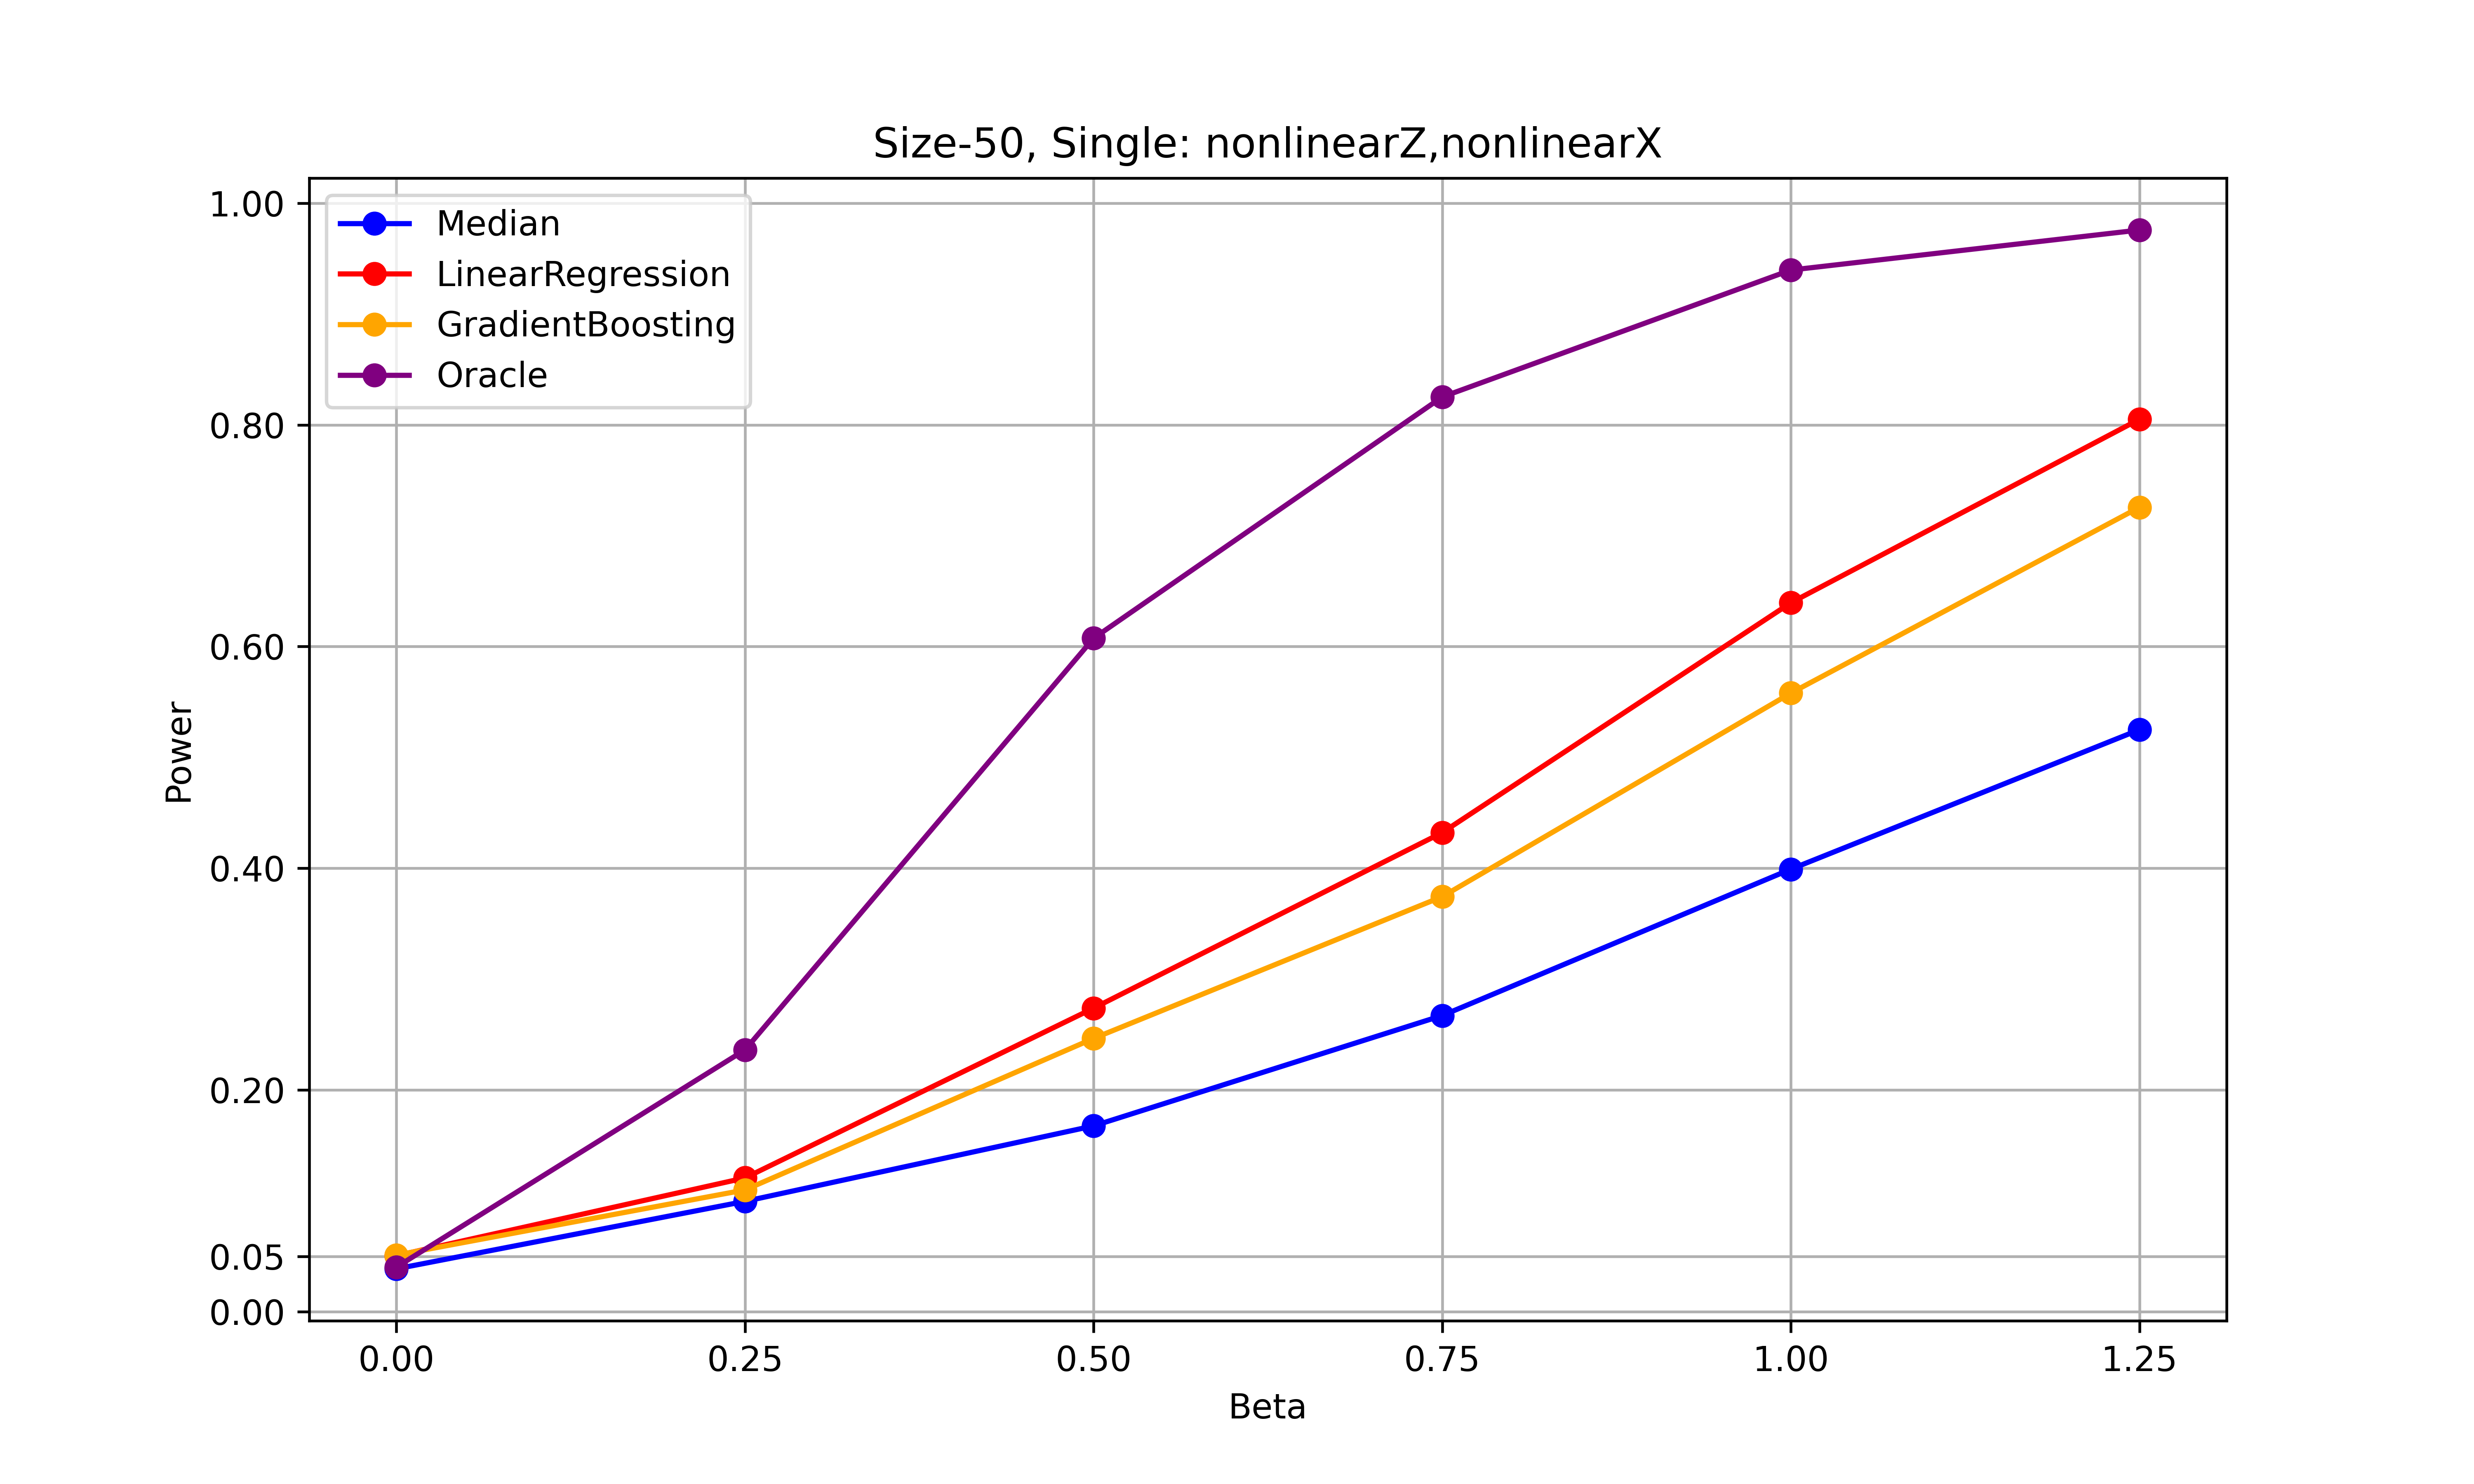 Size-50, Single: nonlinearZ,nonlinearX
Median
LinearRegression
GradientBoosting
Oracle
Power
1.00
0.80
0.60
0.40
0.20
0.05
0.00
0.00 0.25 0.50 0.75 1.00 1.25
Beta